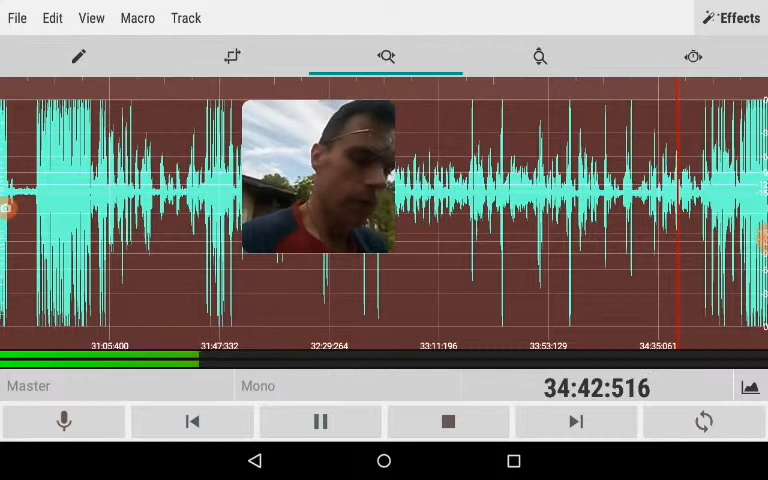 File Edit View Macro Track Effects
31:05:400 31:47:332 32:29:264 33:11:196 33:53:129 34:35:061
Master Mono 34:42:516